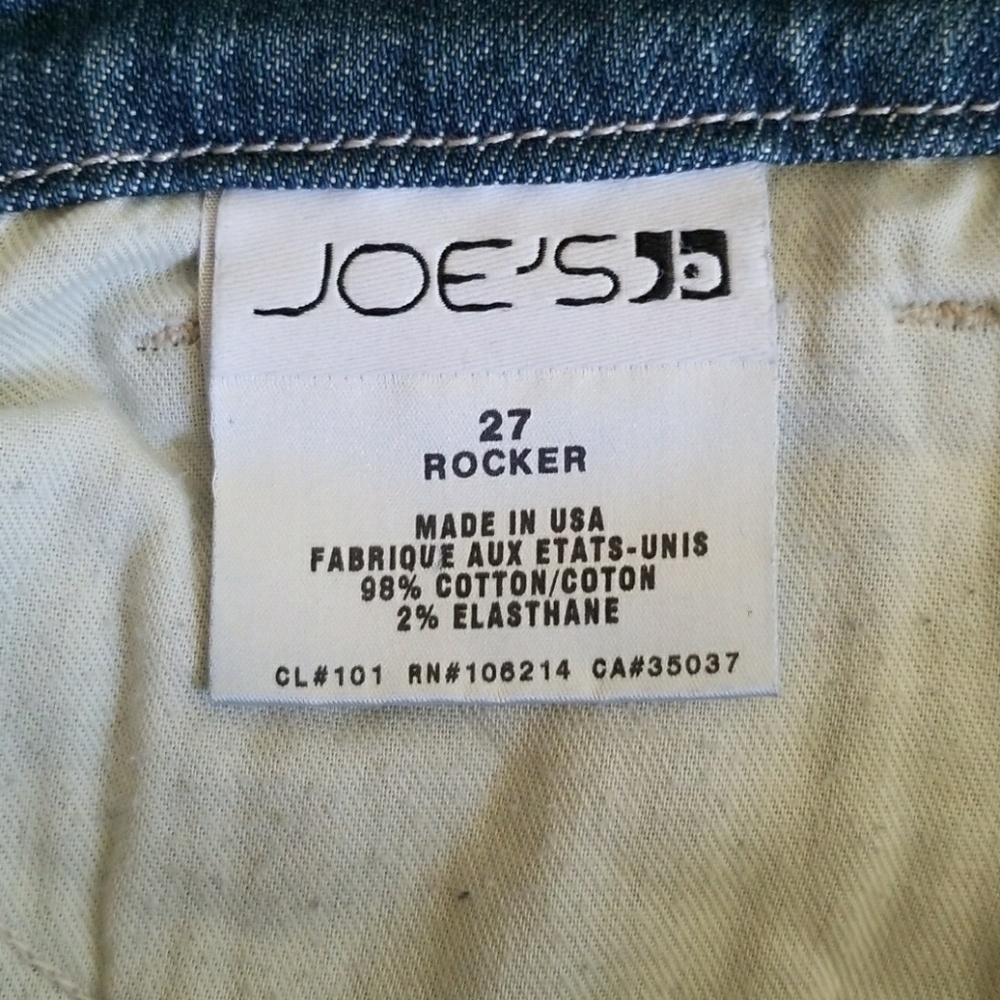 JOE'S
27
ROCKER
MADE IN USA
FABRIQUE AUX ETATS-UNIS
98% COTTON/COTON
2% ELASTHANE
CL#101 RN#106214 CA#35037